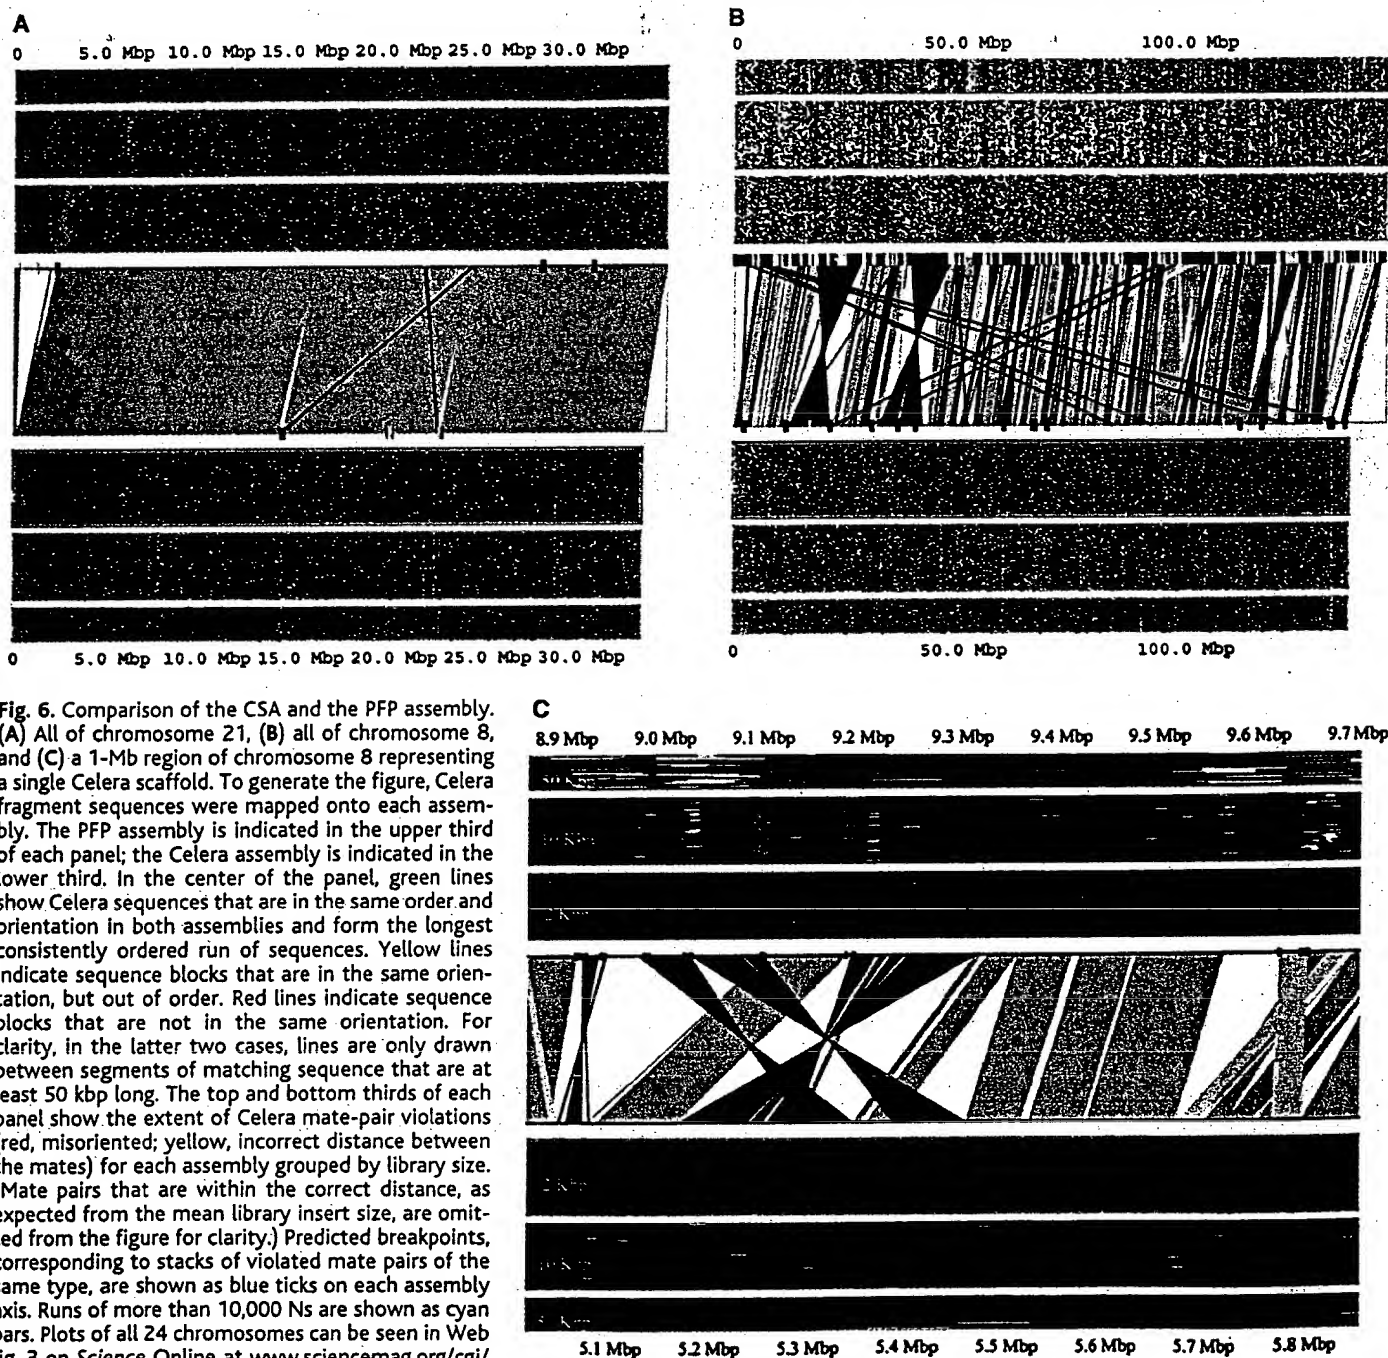 A
0 5.0 Mbp 10.0 Mbp 15.0 Mbp 20.0 Mbp 25.0 Mbp 30.0 Mbp
0 5.0 Mbp 10.0 Mbp 15.0 Mbp 20.0 Mbp 25.0 Mbp 30.0 Mbp
B
0 50.0 Mbp 100.0 Mbp
0 50.0 Mbp 100.0 Mbp
Fig. 6. Comparison of the CSA and the PFP assembly.
(A) All of chromosome 21, (B) all of chromosome 8,
and (C) a 1-Mb region of chromosome 8 representing
a single Celera scaffold. To generate the figure, Celera
fragment sequences were mapped onto each assem-
bly. The PFP assembly is indicated in the upper third
of each panel; the Celera assembly is indicated in the
lower third. In the center of the panel, green lines
show Celera sequences that are in the same order and
orientation in both assemblies and form the longest
consistently ordered run of sequences. Yellow lines
indicate sequence blocks that are in the same orien-
tation, but out of order. Red lines indicate sequence
blocks that are not in the same orientation. For
clarity, in the latter two cases, lines are only drawn
between segments of matching sequence that are at
least 50 kbp long. The top and bottom thirds of each
panel show the extent of Celera mate-pair violations
red, misoriented; yellow, incorrect distance between
the mates) for each assembly grouped by library size.
Mate pairs that are within the correct distance, as
expected from the mean library insert size, are omit-
ted from the figure for clarity.) Predicted breakpoints,
corresponding to stacks of violated mate pairs of the
same type, are shown as blue ticks on each assembly
axis. Runs of more than 10,000 Ns are shown as cyan
bars. Plots of all 24 chromosomes can be seen in Web
fig. 3 on Science Online at www.sciencemag.org/cgi/
C
8.9 Mbp 9.0 Mbp 9.1 Mbp 9.2 Mbp 9.3 Mbp 9.4 Mbp 9.5 Mbp 9.6 Mbp 9.7 Mbp
5.1 Mbp 5.2 Mbp 5.3 Mbp 5.4 Mbp 5.5 Mbp 5.6 Mbp 5.7 Mbp 5.8 Mbp